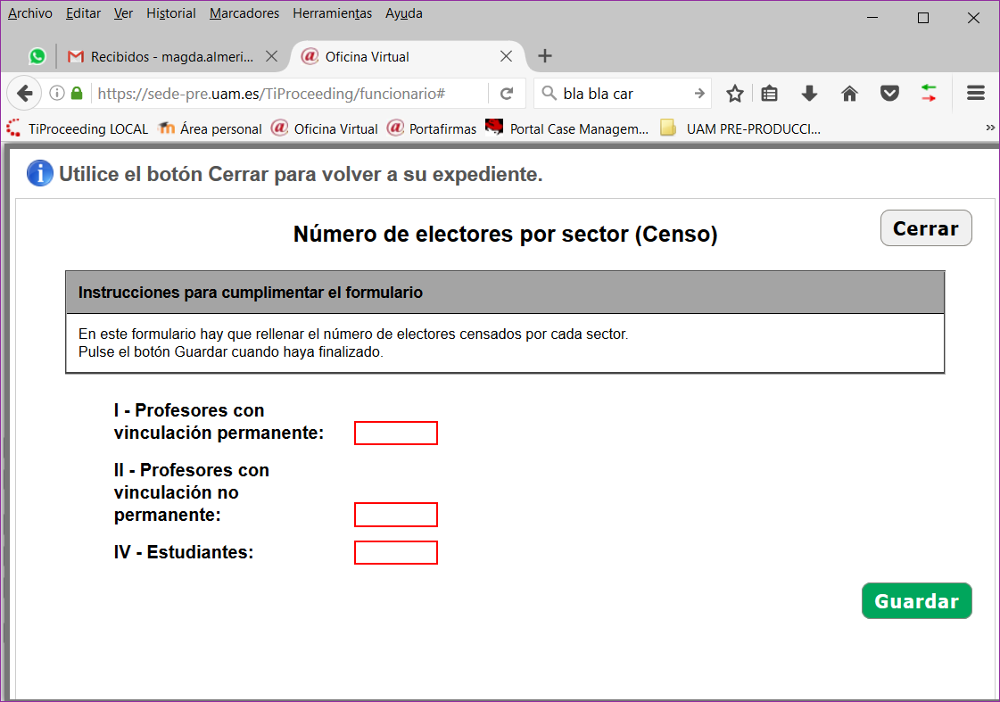 Archivo Editar Ver Historial Marcadores Herramientas Ayuda
Recibidos - magda.almeri... Oficina Virtual
https://sede-pre.uam.es/TiProceeding/funcionario# bla bla car
TiProceeding LOCAL Área personal Oficina Virtual Portafirmas Portal Case Managem... UAM PRE-PRODUCCI...
Utilice el botón Cerrar para volver a su expediente.
Número de electores por sector (Censo)
Cerrar
Instrucciones para cumplimentar el formulario
En este formulario hay que rellenar el número de electores censados por cada sector.
Pulse el botón Guardar cuando haya finalizado.
I - Profesores con
vinculación permanente:
II - Profesores con
vinculación no
permanente:
IV - Estudiantes:
Guardar